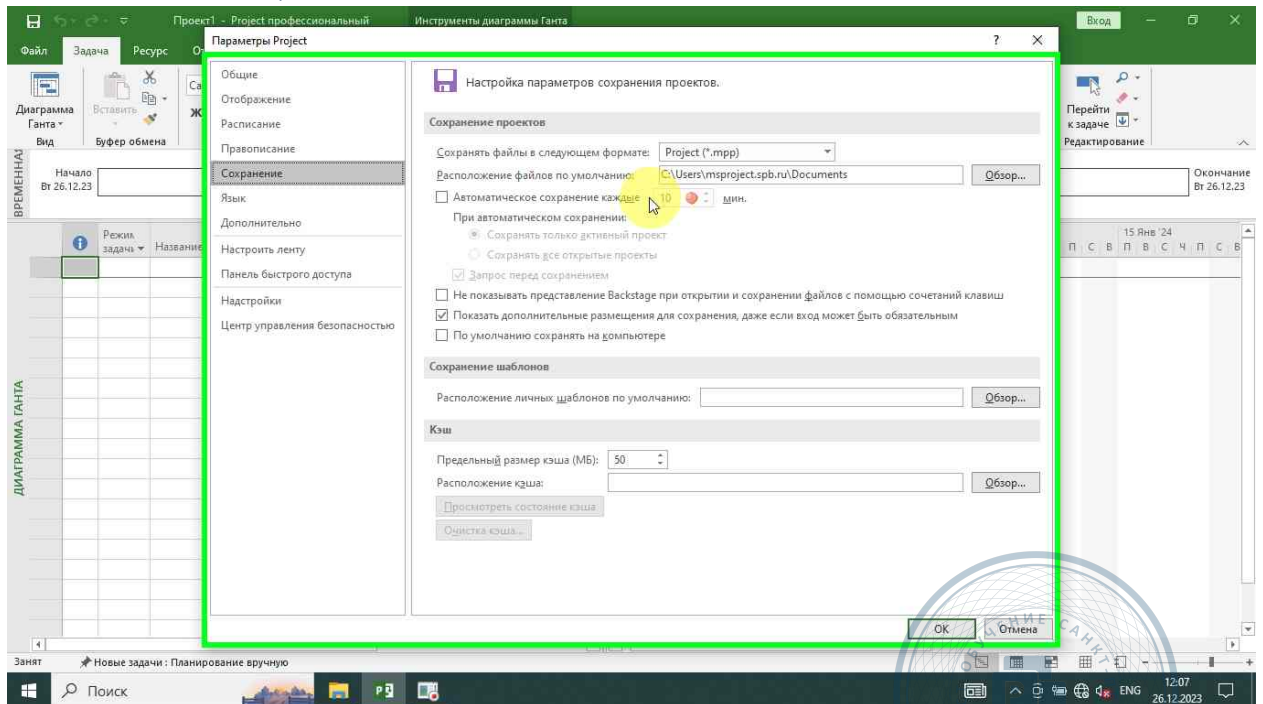 Проект1 - Project профессиональный
Инструменты диаграммы Ганта
Вход
Файл
Задача
Ресурс
Параметры Project
?
Диаграмма
Ганта
Вставить
Ж
Вид
Буфер обмена
Перейти
к задаче
Редактирование
Начало
Вт 26.12.23
Окончание
Вт 26.12.23
Режим
задачи
Название
15 Янв '24
П С В П В С Ч П С В
ДИАГРАММА ГАНТА
Общие
Отображение
Расписание
Правописание
Сохранение
Язык
Дополнительно
Настроить ленту
Панель быстрого доступа
Надстройки
Центр управления безопасностью
Настройка параметров сохранения проектов.
Сохранение проектов
Сохранять файлы в следующем формате: Project (*.mpp)
Расположение файлов по умолчанию: C:\Users\msproject.spb.ru\Documents Обзор...
Автоматическое сохранение каждые 10 мин.
При автоматическом сохранении:
Сохранять только активный проект
Сохранять все открытые проекты
Запрос перед сохранением
Не показывать представление Backstage при открытии и сохранении файлов с помощью сочетаний клавиш
Показать дополнительные размещения для сохранения, даже если вход может быть обязательным
По умолчанию сохранять на компьютере
Сохранение шаблонов
Расположение личных шаблонов по умолчанию: Обзор...
Кэш
Предельный размер кэша (МБ): 50
Расположение кэша: Обзор...
Просмотреть состояние кэша
Очистка кэша...
ОК
Отмена
Занят
Новые задачи : Планирование вручную
Поиск
ENG
12:07
26.12.2023